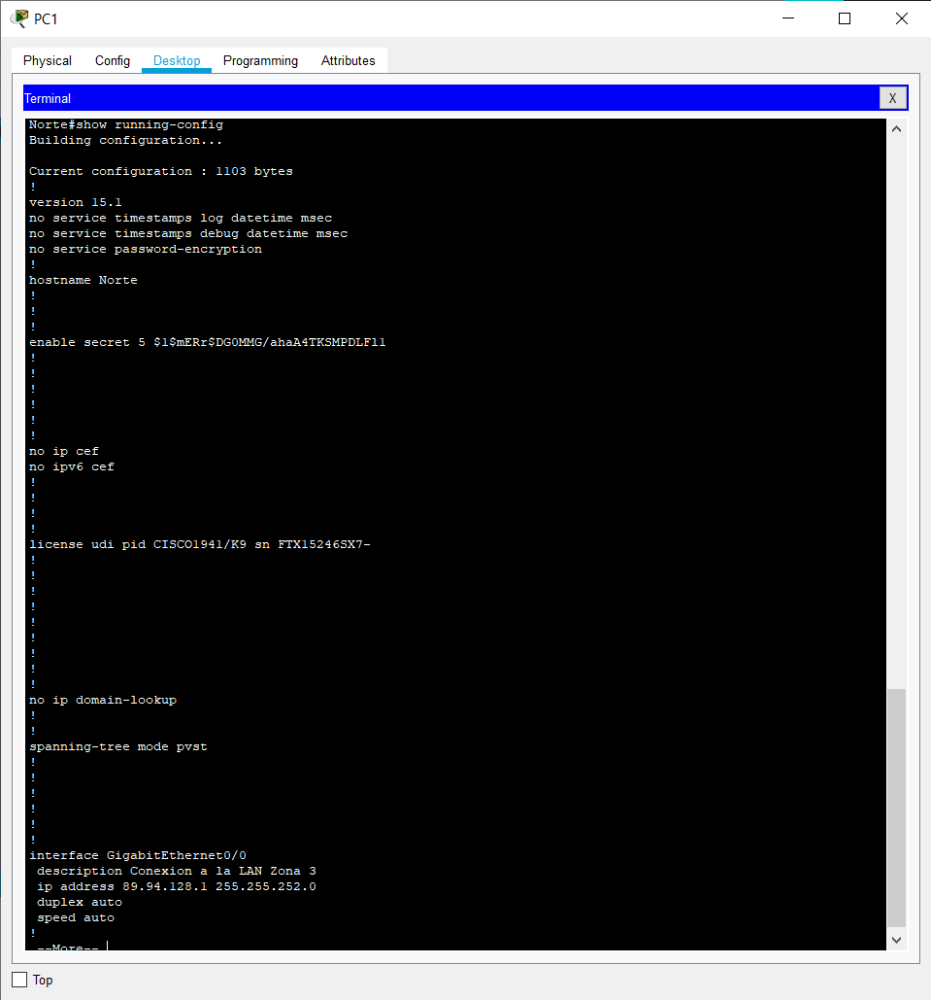 PC1
Physical Config Desktop Programming Attributes
Terminal X
Norte#show running-config
Building configuration...
Current configuration : 1103 bytes
!
version 15.1
no service timestamps log datetime msec
no service timestamps debug datetime msec
no service password-encryption
!
hostname Norte
!
!
!
enable secret 5 $1$mERr$DG0MMG/ahaA4TKSMPDLFl1
!
!
!
!
!
!
no ip cef
no ipv6 cef
!
!
!
!
license udi pid CISCO1941/K9 sn FTX15246SX7-
!
!
!
!
!
!
!
!
!
no ip domain-lookup
!
!
spanning-tree mode pvst
!
!
!
!
!
!
interface GigabitEthernet0/0
description Conexion a la LAN Zona 3
ip address 89.94.128.1 255.255.252.0
duplex auto
speed auto
!
--More--
Top